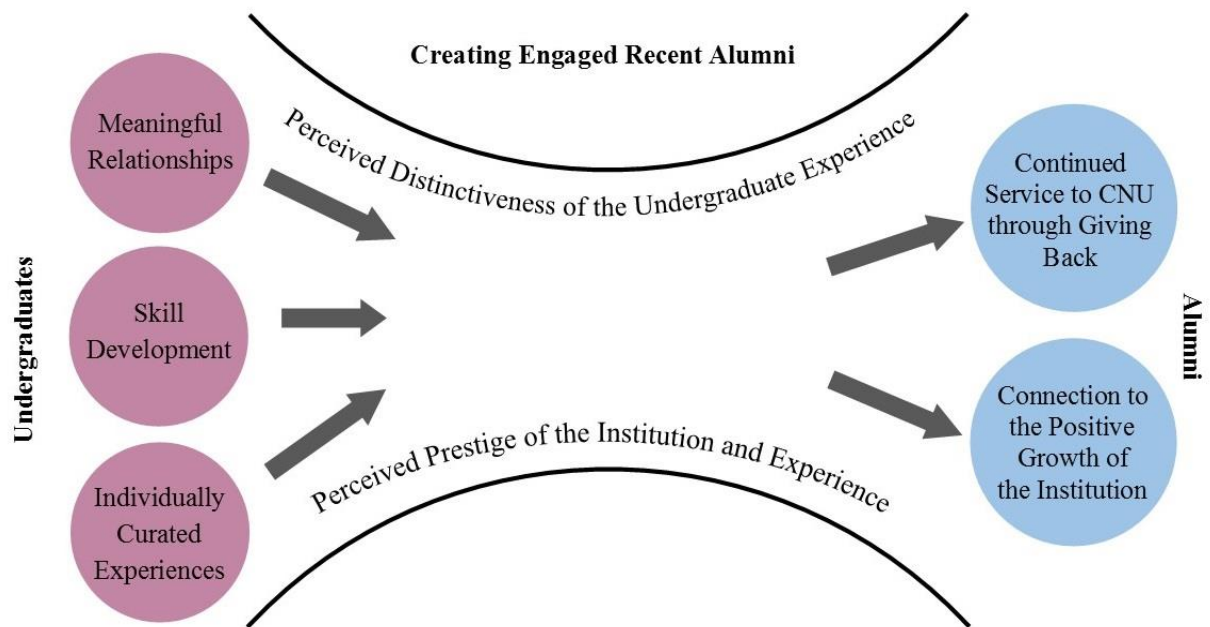 Creating Engaged Recent Alumni
Perceived Distinctiveness of the Undergraduate Experience
Undergraduates
Meaningful
Relationships
Skill
Development
Individually
Curated
Experiences
Perceived Prestige of the Institution and Experience
Continued
Service to CNU
through Giving
Back
Connection to
the Positive
Growth of
the Institution
Alumni